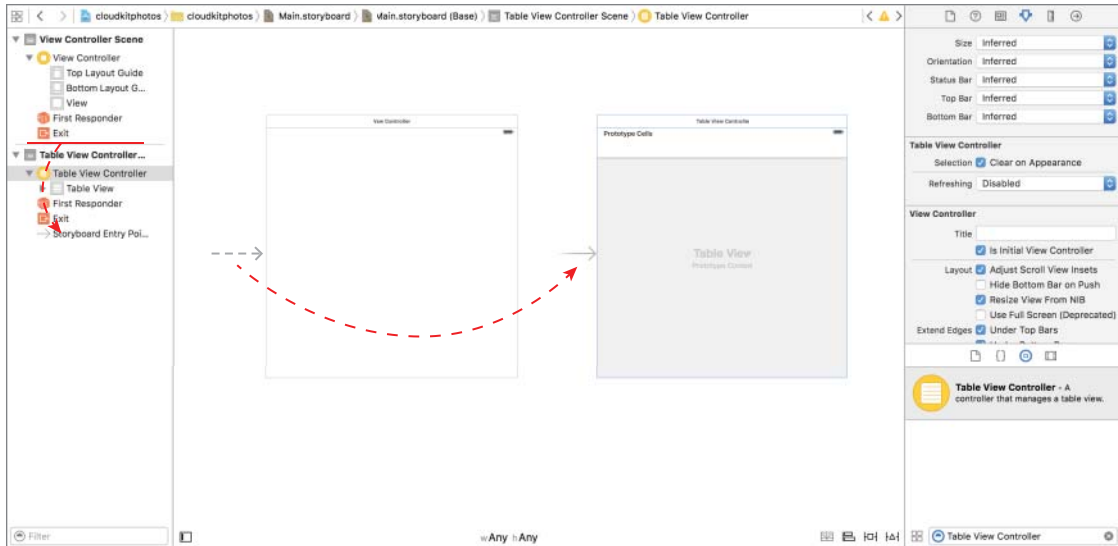 cloudkitphotos
cloudkitphotos
Main.storyboard
Main.storyboard (Base)
Table View Controller Scene
Table View Controller
View Controller Scene
View Controller
Top Layout Guide
Bottom Layout G...
View
First Responder
Exit
Table View Controller...
Table View Controller
Table View
First Responder
Exit
Storyboard Entry Poi...
Filter
View Controller
Table View Controller
Prototype Cells
Table View
Prototype Content
wAny hAny
Size Inferred
Orientation Inferred
Status Bar Inferred
Top Bar Inferred
Bottom Bar Inferred
Table View Controller
Selection Clear on Appearance
Refreshing Disabled
View Controller
Title
Is Initial View Controller
Layout Adjust Scroll View Insets
Hide Bottom Bar on Push
Resize View From NIB
Use Full Screen (Deprecated)
Extend Edges Under Top Bars
Table View Controller - A
controller that manages a table view.
Table View Controller